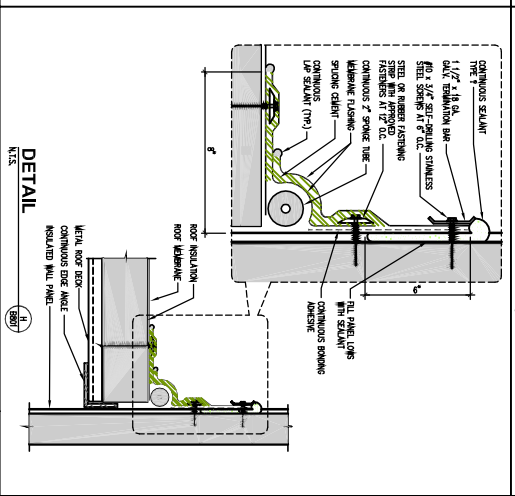 CONTINUOUS SEALANT
TYPE ?
1 1/2" x 18 GA.
GALV. TERMINATION BAR
#10 x 3/4" SELF-DRILLING STAINLESS
STEEL SCREWS AT 6" O.C.
STEEL OR RUBBER FASTENING
STRIP WITH APPROVED
FASTENERS AT 12" O.C.
CONTINUOUS 2" SPONGE TUBE
MEMBRANE FLASHING
SPLICING CEMENT
CONTINUOUS
LAP SEALANT (TYP.)
8"
6"
FILL PANEL LOWS
WITH SEALANT
CONTINUOUS BONDING
ADHESIVE
ROOF INSULATION
ROOF MEMBRANE
METAL ROOF DECK
CONTINUOUS EDGE ANGLE
INSULATED WALL PANEL
DETAIL
N.T.S.
H